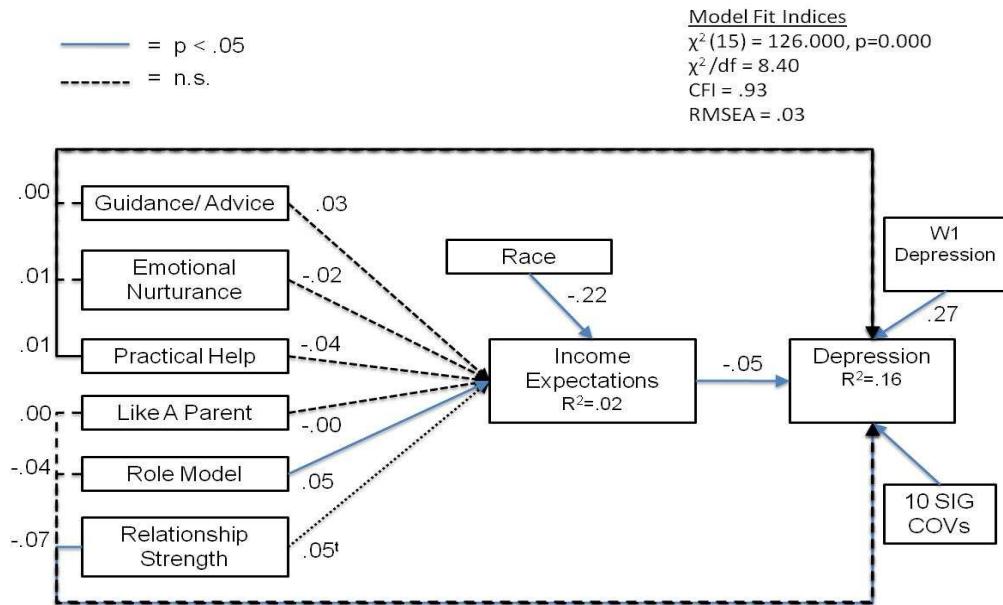 = p < .05
= n.s.
Model Fit Indices
χ²(15) = 126.000, p=0.000
χ²/df = 8.40
CFI = .93
RMSEA = .03
.00
Guidance/ Advice
.03
.01
Emotional
Nurturance
-.02
.01
Practical Help
-.04
.00
Like A Parent
-.00
-.04
Role Model
.05
-.07
Relationship
Strength
.05ᵗ
Race
-.22
Income
Expectations
R²=.02
-.05
W1
Depression
.27
Depression
R²=.16
10 SIG
COVs